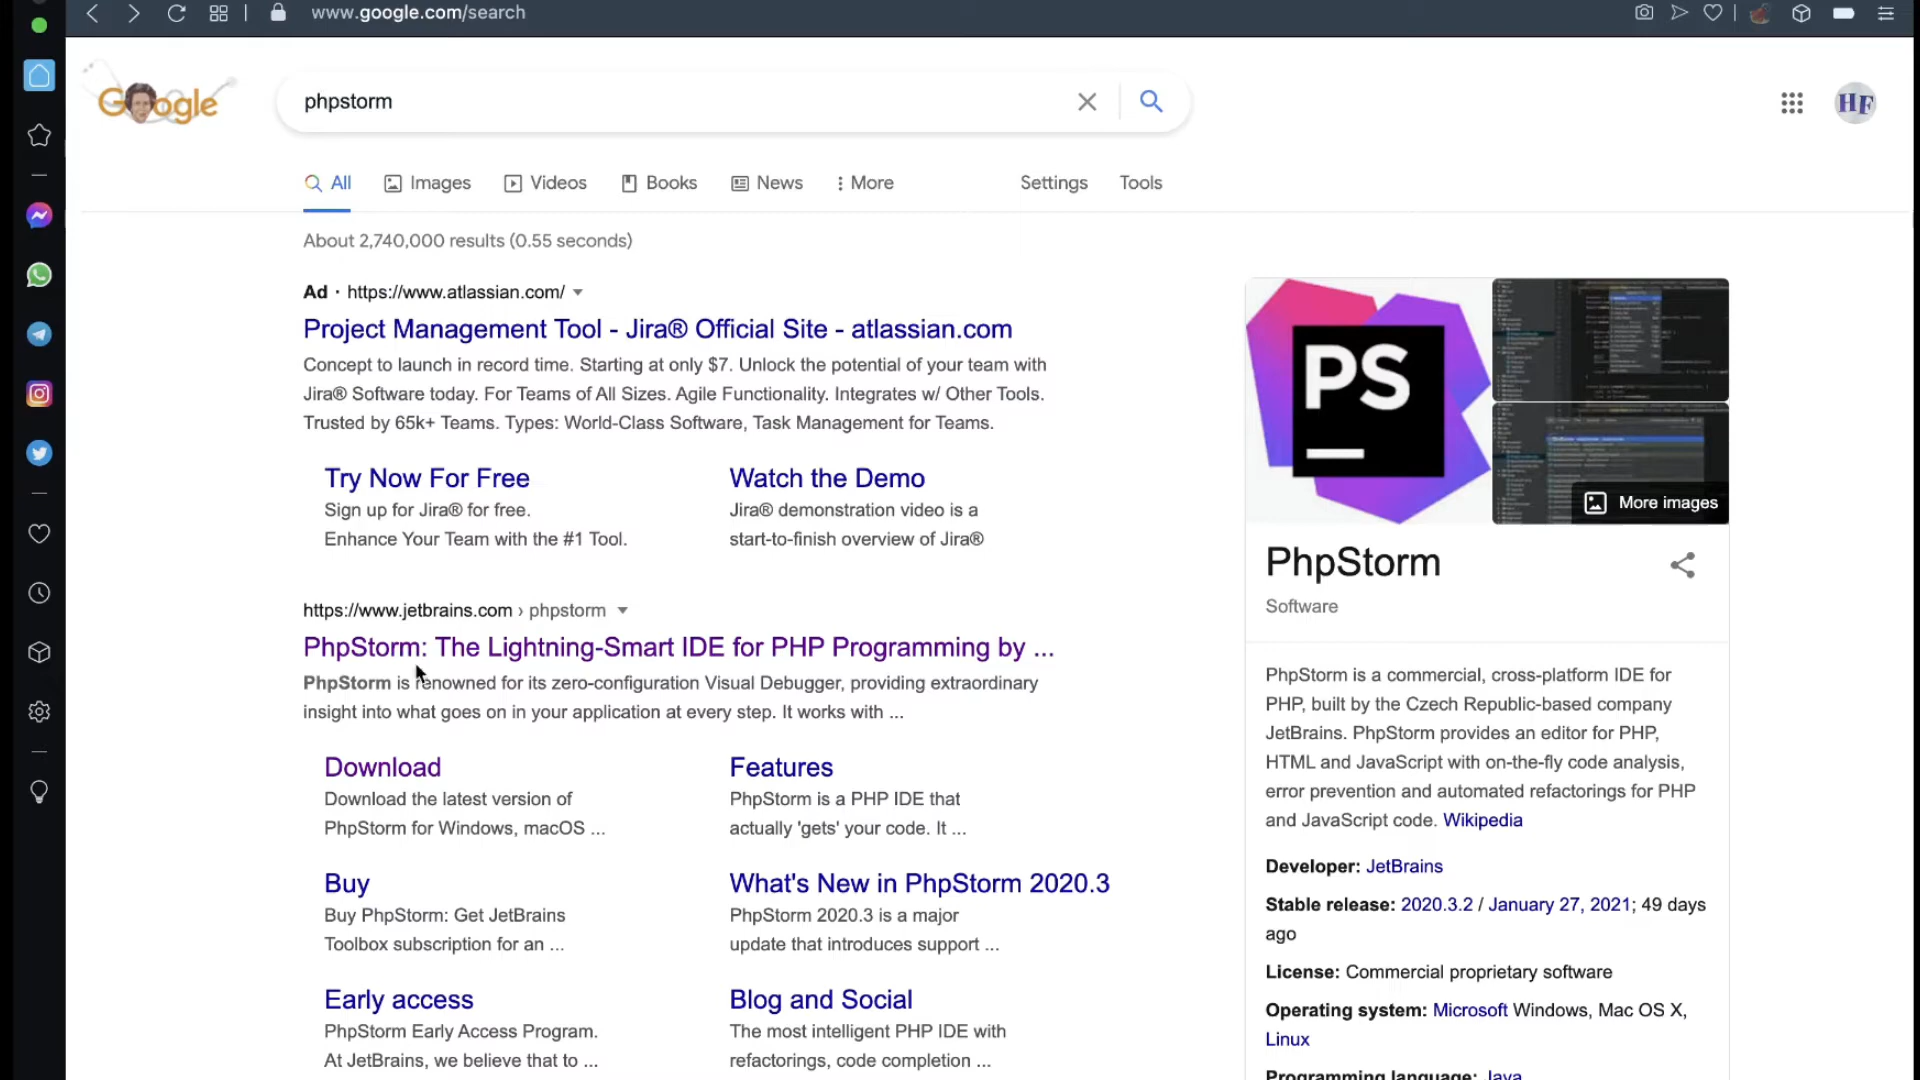 www.google.com/search
Google
phpstorm
HF
All
Images
Videos
Books
News
More
Settings
Tools
About 2,740,000 results (0.55 seconds)
Ad · https://www.atlassian.com/
Project Management Tool - Jira® Official Site - atlassian.com
Concept to launch in record time. Starting at only $7. Unlock the potential of your team with
Jira® Software today. For Teams of All Sizes. Agile Functionality. Integrates w/ Other Tools.
Trusted by 65k+ Teams. Types: World-Class Software, Task Management for Teams.
Try Now For Free
Sign up for Jira® for free.
Enhance Your Team with the #1 Tool.
Watch the Demo
Jira® demonstration video is a
start-to-finish overview of Jira®
https://www.jetbrains.com › phpstorm
PhpStorm: The Lightning-Smart IDE for PHP Programming by ...
PhpStorm is renowned for its zero-configuration Visual Debugger, providing extraordinary
insight into what goes on in your application at every step. It works with ...
Download
Download the latest version of
PhpStorm for Windows, macOS ...
Features
PhpStorm is a PHP IDE that
actually 'gets' your code. It ...
Buy
Buy PhpStorm: Get JetBrains
Toolbox subscription for an ...
What's New in PhpStorm 2020.3
PhpStorm 2020.3 is a major
update that introduces support ...
Early access
PhpStorm Early Access Program.
At JetBrains, we believe that to ...
Blog and Social
The most intelligent PHP IDE with
refactorings, code completion ...
PS
More images
PhpStorm
Software
PhpStorm is a commercial, cross-platform IDE for
PHP, built by the Czech Republic-based company
JetBrains. PhpStorm provides an editor for PHP,
HTML and JavaScript with on-the-fly code analysis,
error prevention and automated refactorings for PHP
and JavaScript code. Wikipedia
Developer: JetBrains
Stable release: 2020.3.2 / January 27, 2021; 49 days
ago
License: Commercial proprietary software
Operating system: Microsoft Windows, Mac OS X,
Linux
Programming language: Java